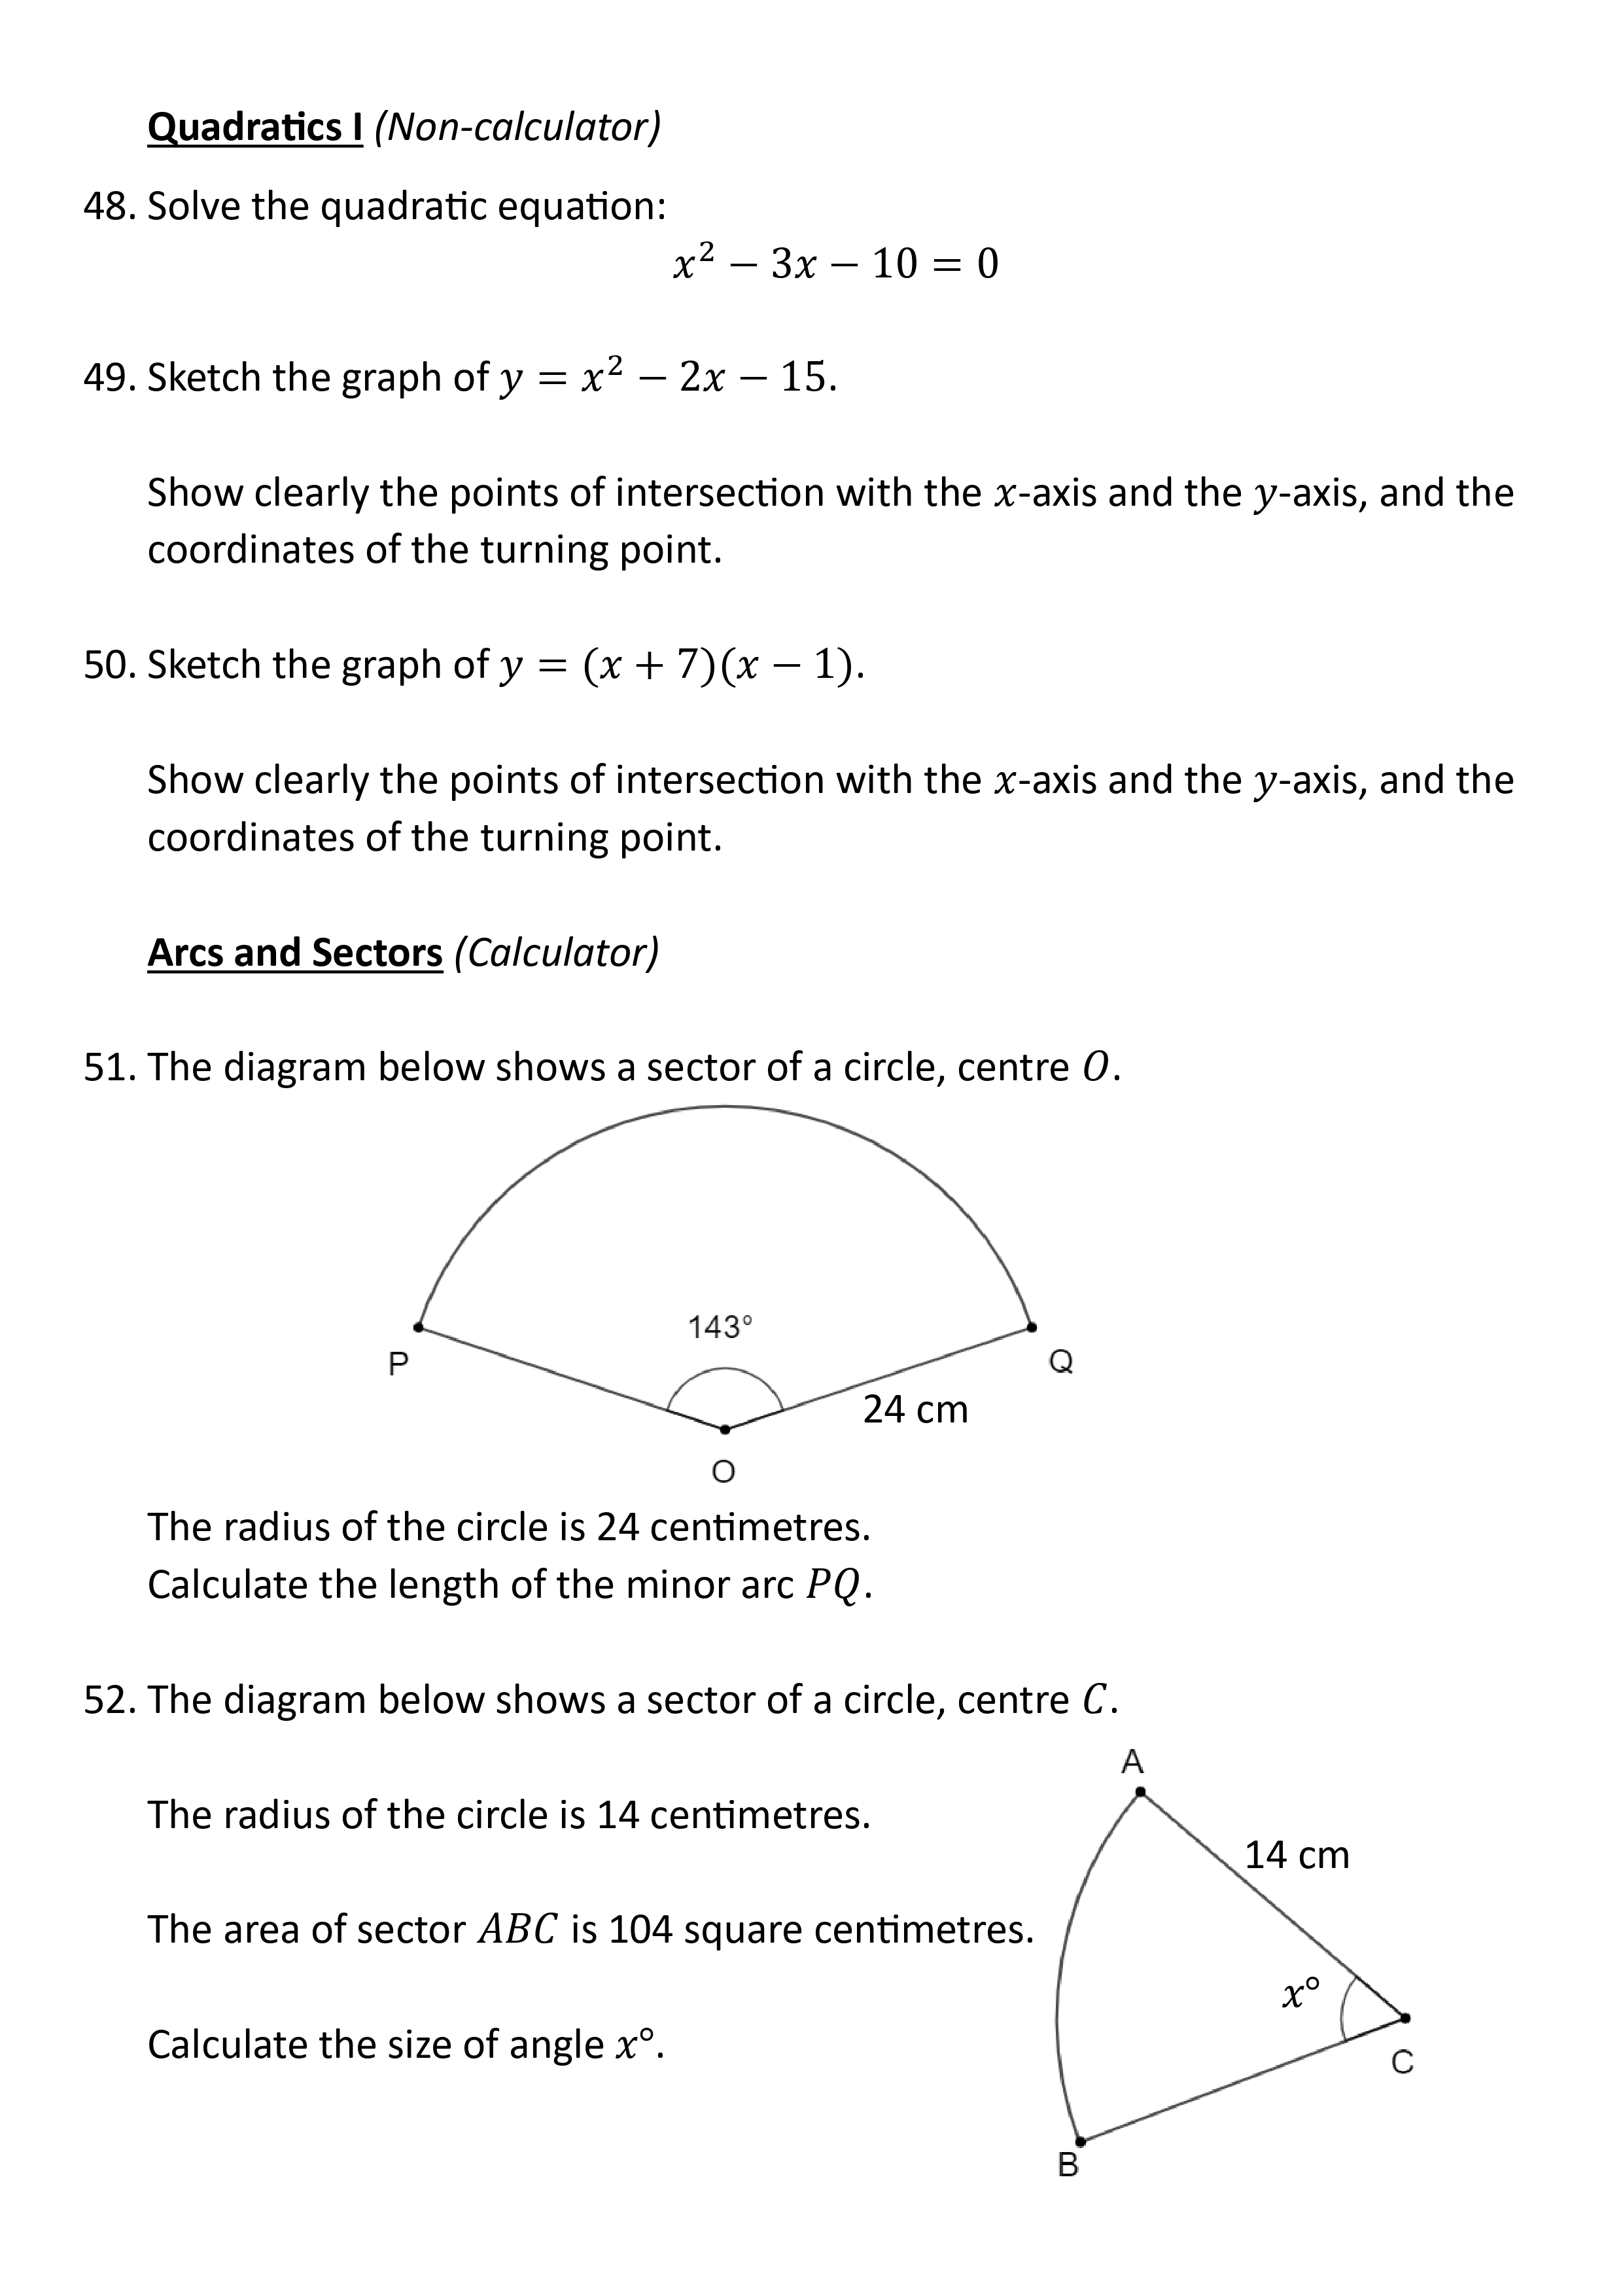 Quadratics I (Non-calculator)
48. Solve the quadratic equation:
x² − 3x − 10 = 0
49. Sketch the graph of y = x² − 2x − 15.
Show clearly the points of intersection with the x-axis and the y-axis, and the
coordinates of the turning point.
50. Sketch the graph of y = (x + 7)(x − 1).
Show clearly the points of intersection with the x-axis and the y-axis, and the
coordinates of the turning point.
Arcs and Sectors (Calculator)
51. The diagram below shows a sector of a circle, centre O.
143°
P
Q
24 cm
O
The radius of the circle is 24 centimetres.
Calculate the length of the minor arc PQ.
52. The diagram below shows a sector of a circle, centre C.
A
The radius of the circle is 14 centimetres.
14 cm
The area of sector ABC is 104 square centimetres.
x°
Calculate the size of angle x°.
C
B